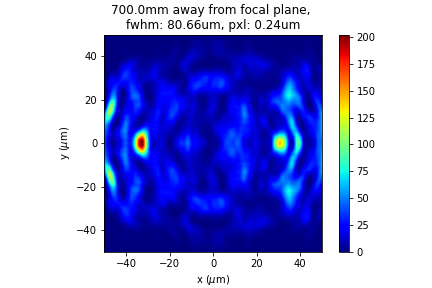 700.0mm away from focal plane,
fwhm: 80.66um, pxl: 0.24um
200
175
150
125
100
75
50
25
0
40
20
0
−20
−40
y (μm)
−40 −20 0 20 40
x (μm)